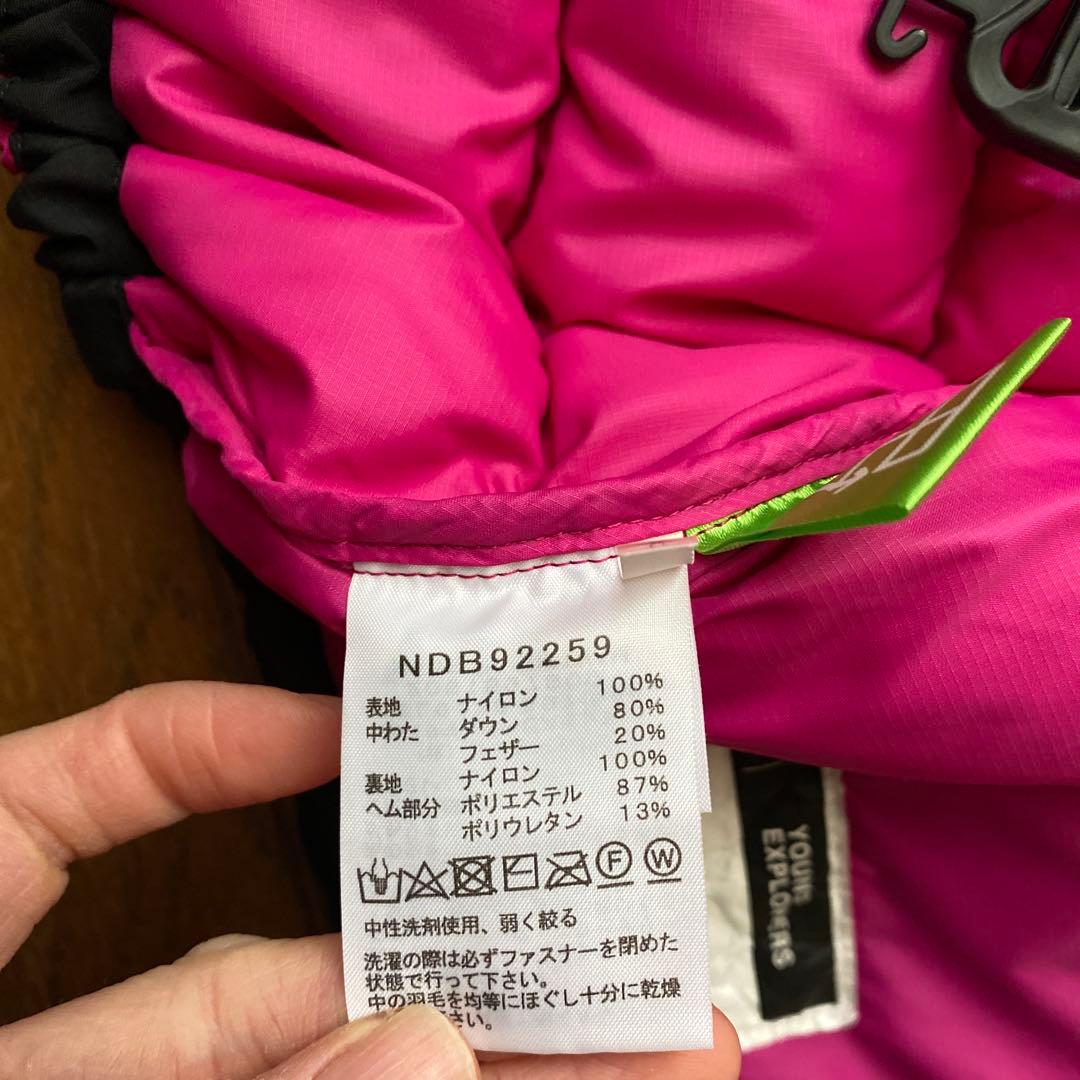 NDB92259
表地 ナイロン 100%
中わた ダウン 80%
フェザー 20%
裏地 ナイロン 100%
ヘム部分 ポリエステル 87%
ポリウレタン 13%
F W
中性洗剤使用、弱く絞る
洗濯の際は必ずファスナーを閉めた
状態で行って下さい。
中の羽毛を均等にほぐし十分に乾燥
さい。
YOUNG
EXPLORERS